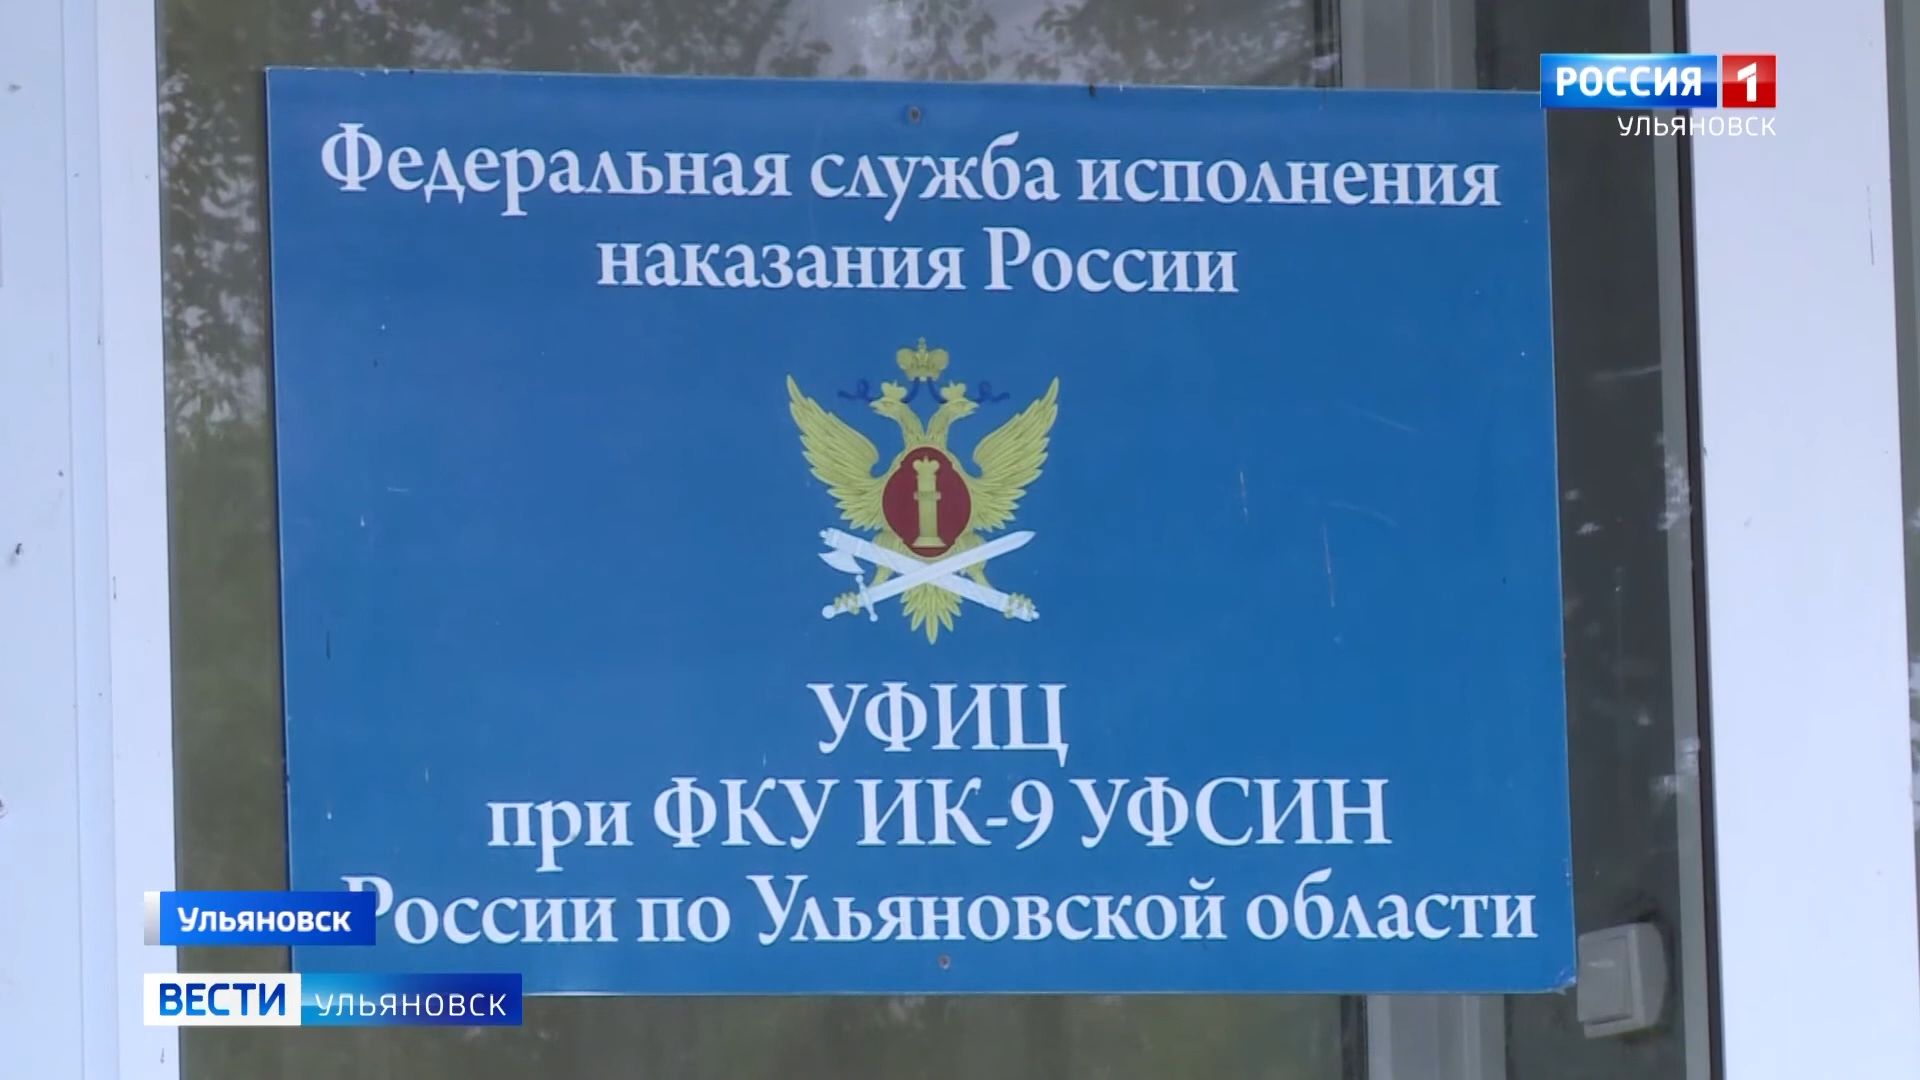 РОССИЯ 1
УЛЬЯНОВСК
Федеральная служба исполнения
наказания России
УФИЦ
при ФКУ ИК-9 УФСИН
России по Ульяновской области
Ульяновск
ВЕСТИ УЛЬЯНОВСК